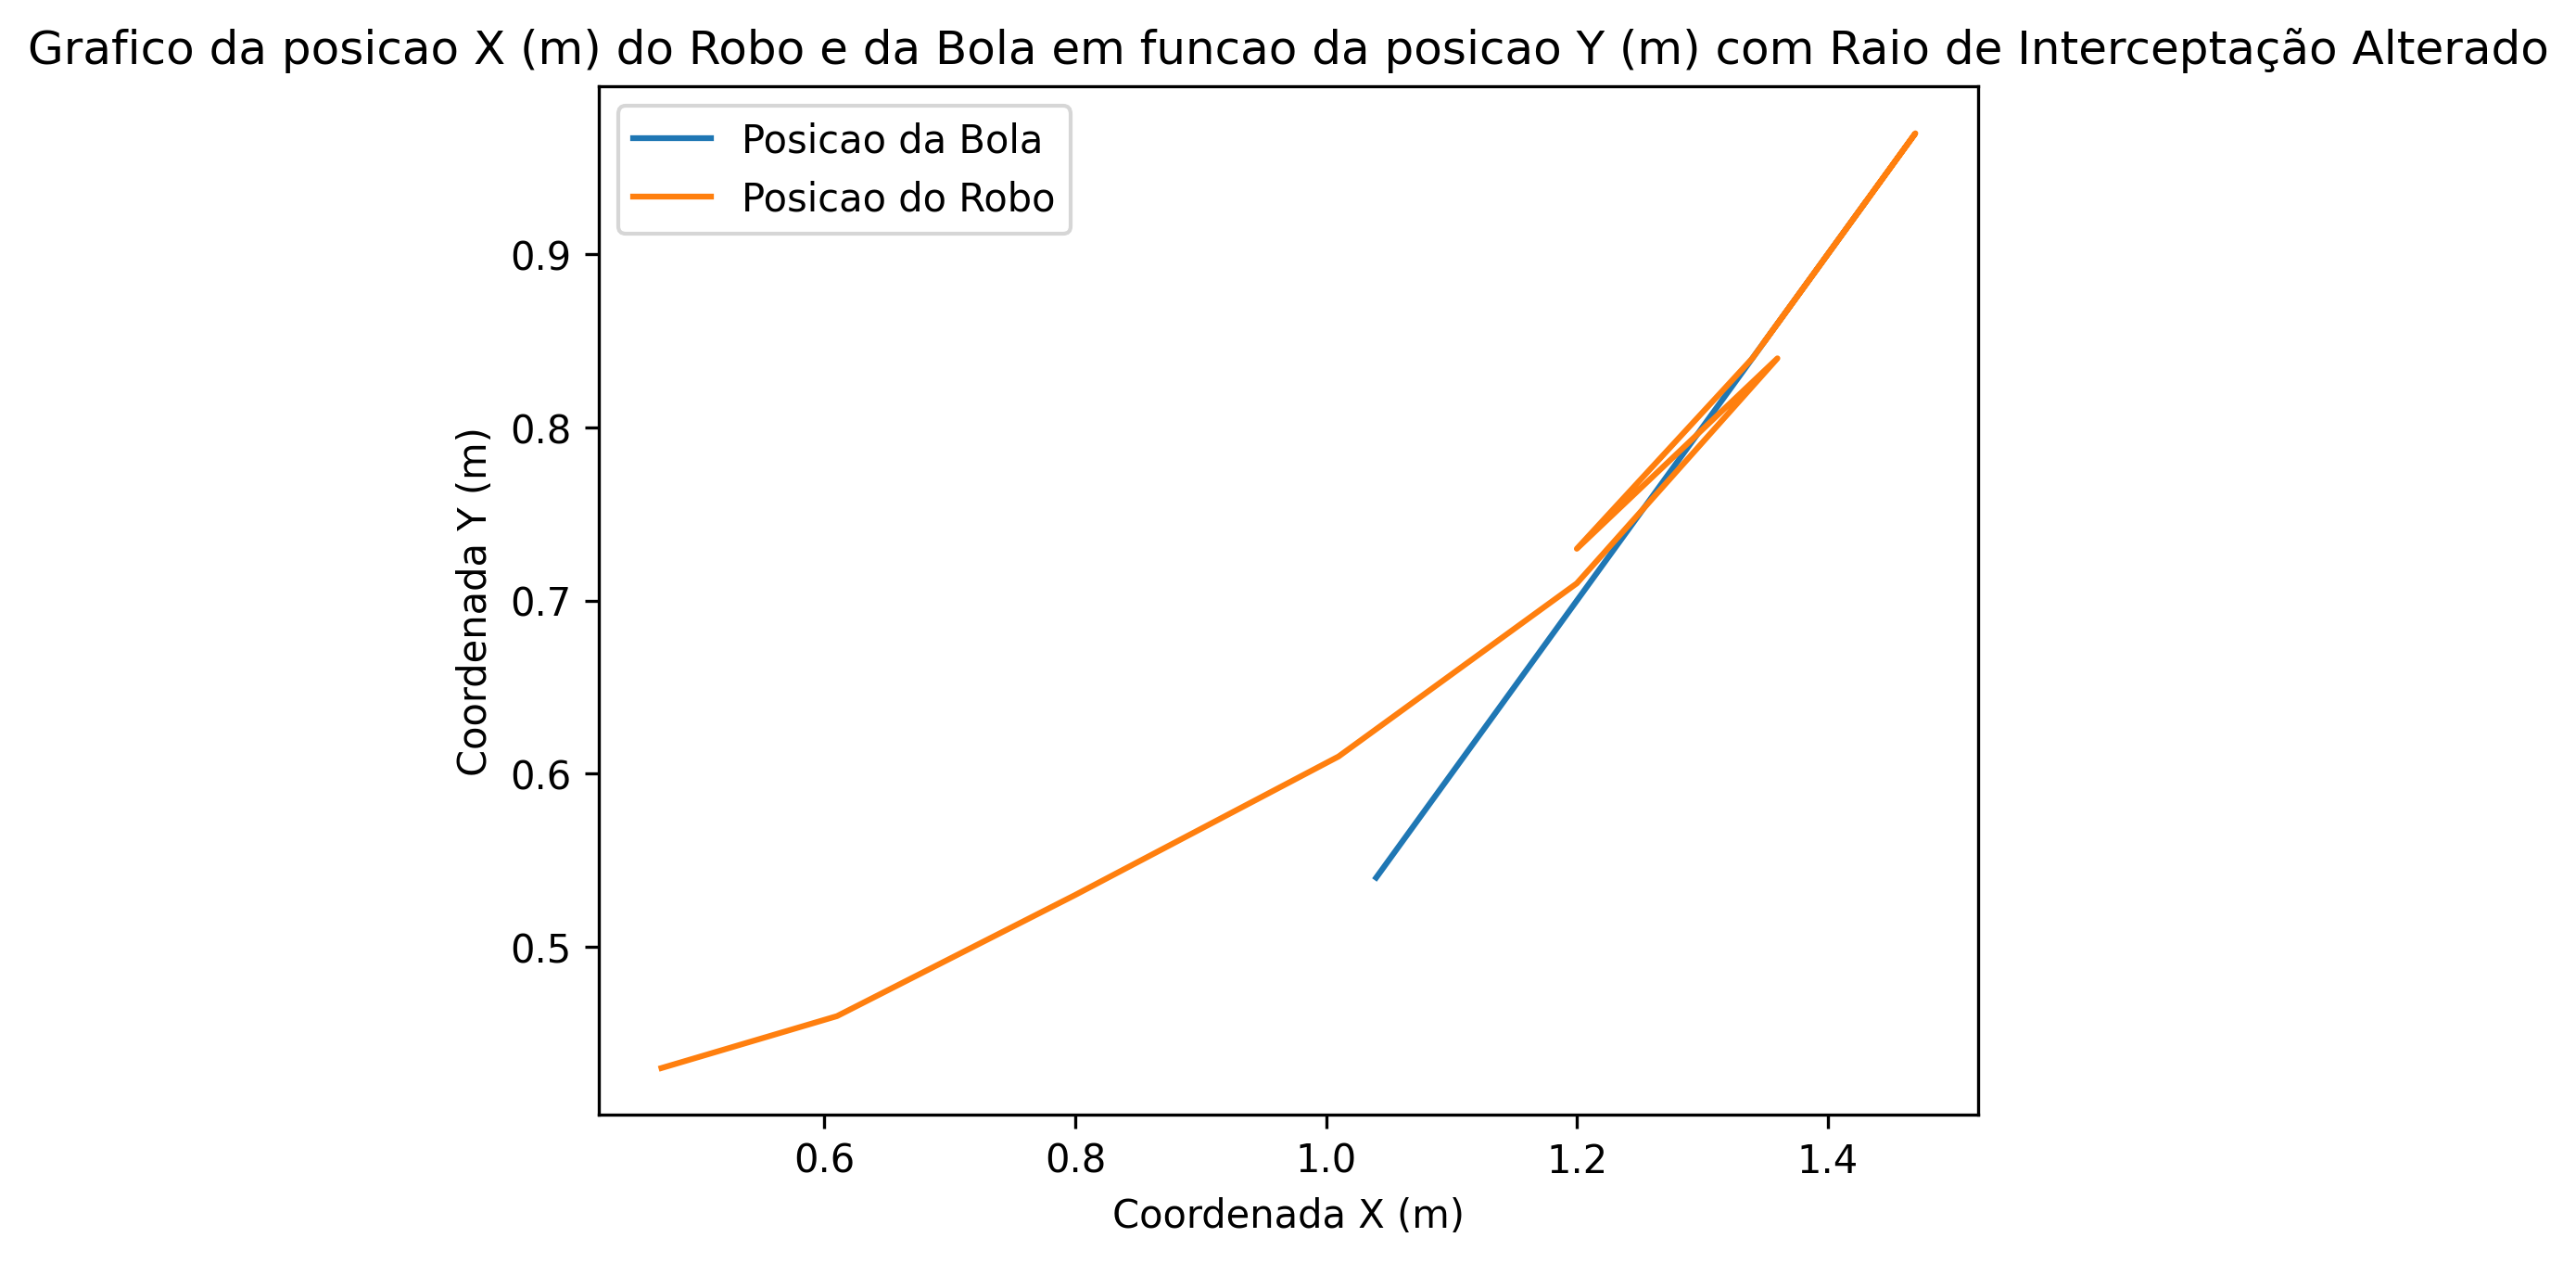 Grafico da posicao X (m) do Robo e da Bola em funcao da posicao Y (m) com Raio de Interceptação Alterado
Posicao da Bola
Posicao do Robo
Coordenada Y (m)
0.9
0.8
0.7
0.6
0.5
0.6 0.8 1.0 1.2 1.4
Coordenada X (m)